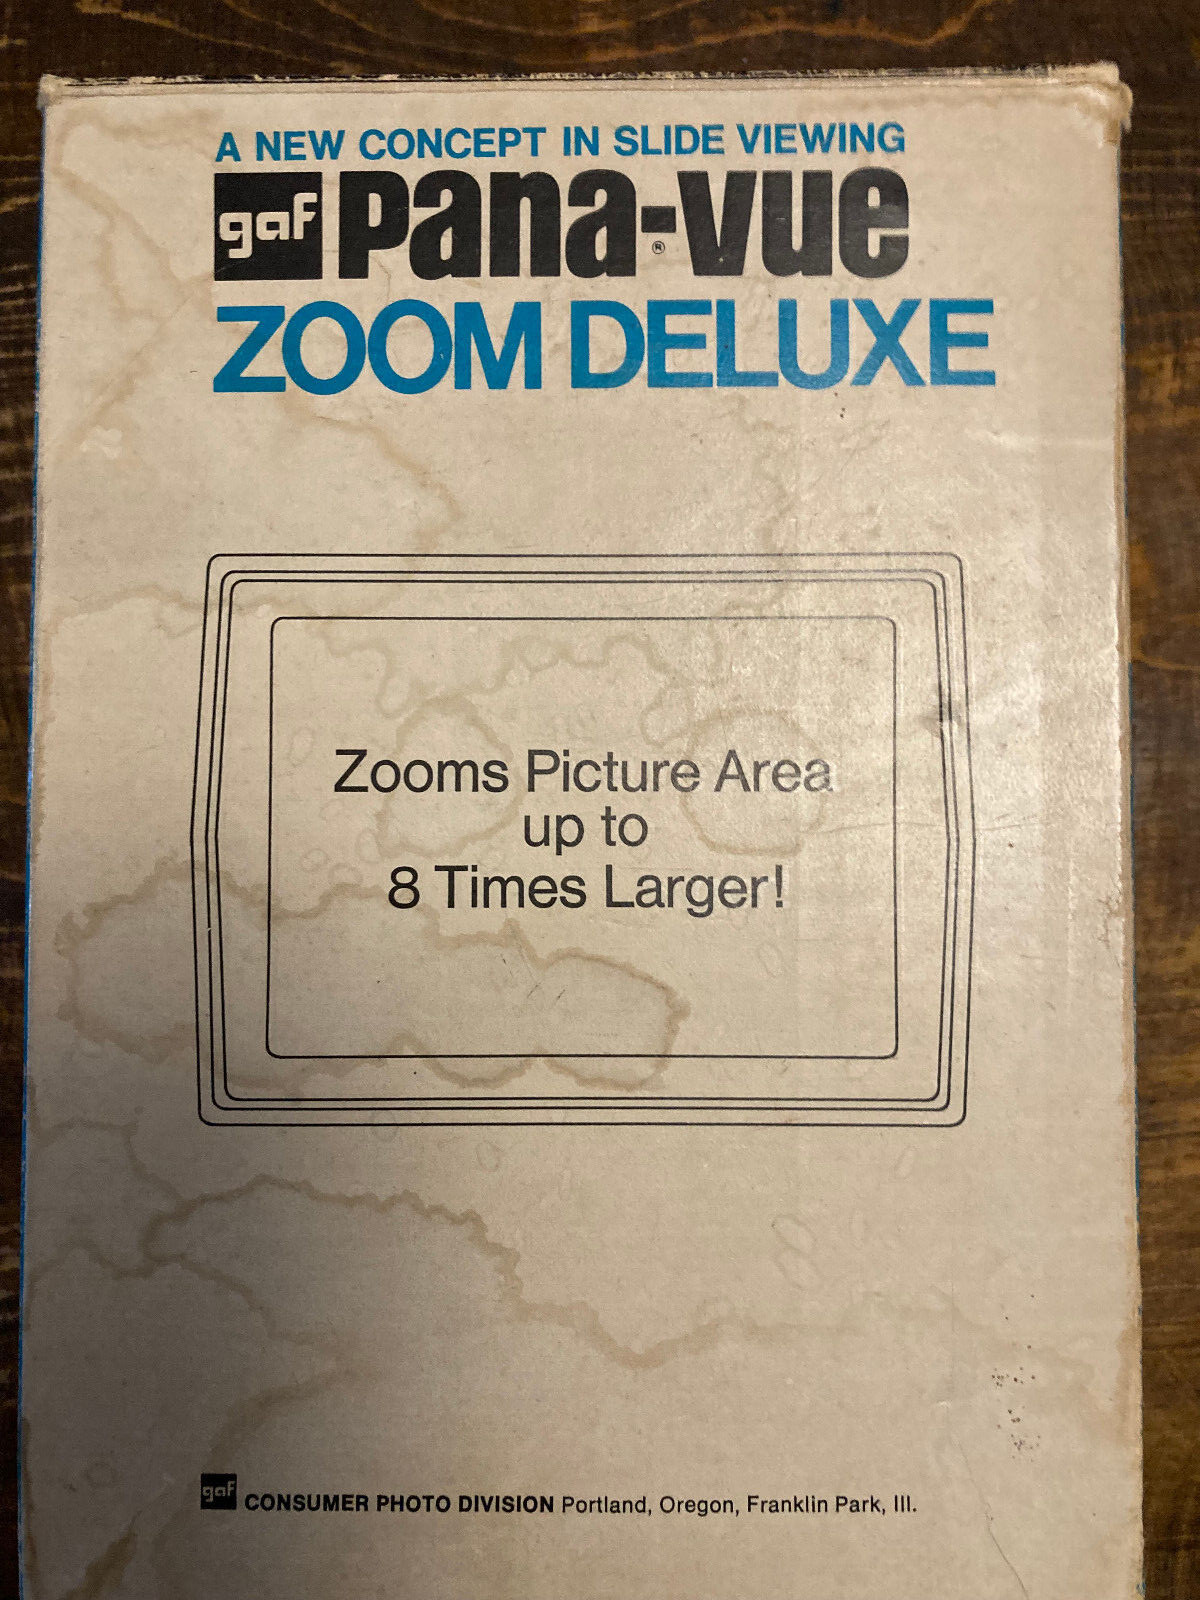 A NEW CONCEPT IN SLIDE VIEWING
gaf pana-vue®
ZOOM DELUXE
Zooms Picture Area
up to
8 Times Larger!
gaf CONSUMER PHOTO DIVISION Portland, Oregon, Franklin Park, Ill.